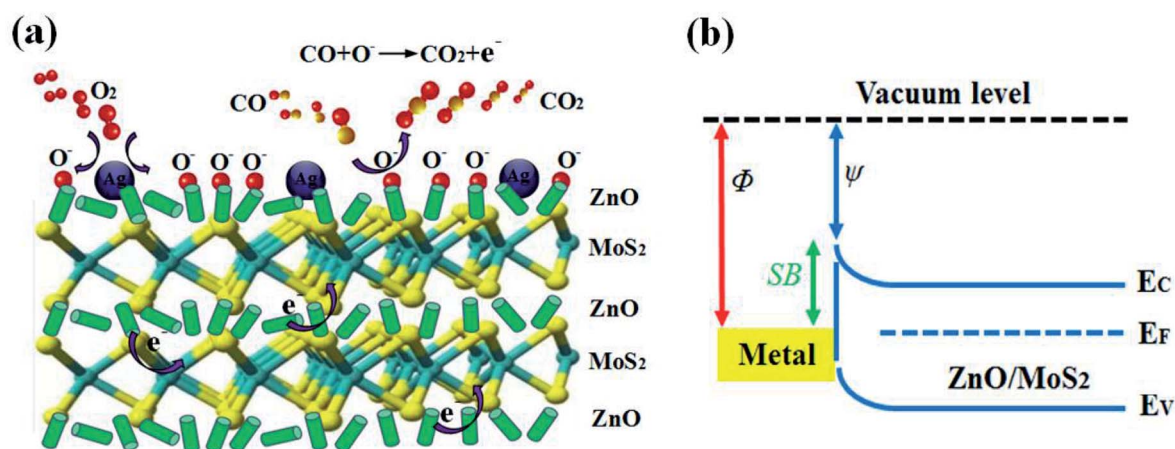 (a)
CO+O⁻ → CO₂+e⁻
O₂
CO
CO₂
O⁻
O⁻ O⁻ O⁻
O⁻ O⁻ O⁻
O⁻
Ag
Ag
Ag
ZnO
MoS₂
ZnO
MoS₂
ZnO
e⁻
e⁻
e⁻
(b)
Vacuum level
Φ
ψ
SB
Metal
EC
EF
ZnO/MoS₂
EV